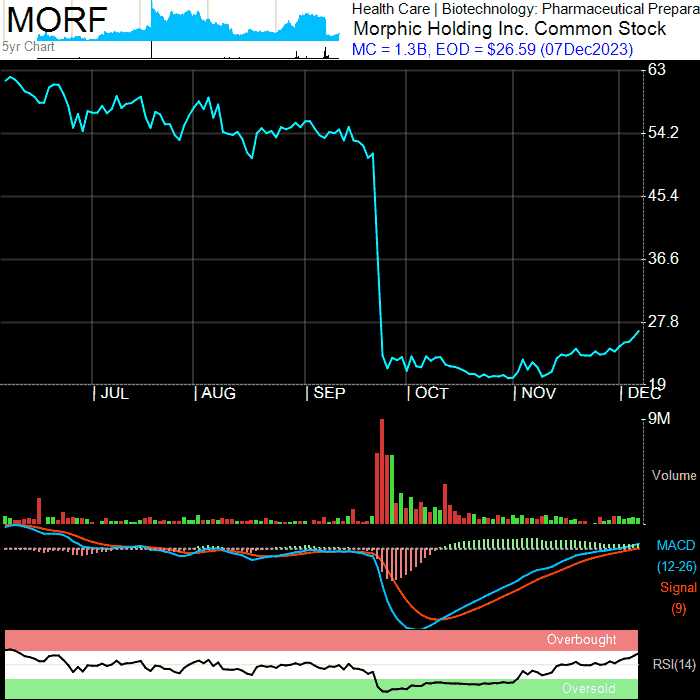 MORF
5yr Chart
Health Care | Biotechnology: Pharmaceutical Prepara
Morphic Holding Inc. Common Stock
MC = 1.3B, EOD = $26.59 (07Dec2023)
63
54.2
45.4
36.6
27.8
19
| JUL | AUG | SEP | OCT | NOV | DEC
9M
Volume
MACD
(12-26)
Signal
(9)
Overbought
RSI(14)
Oversold